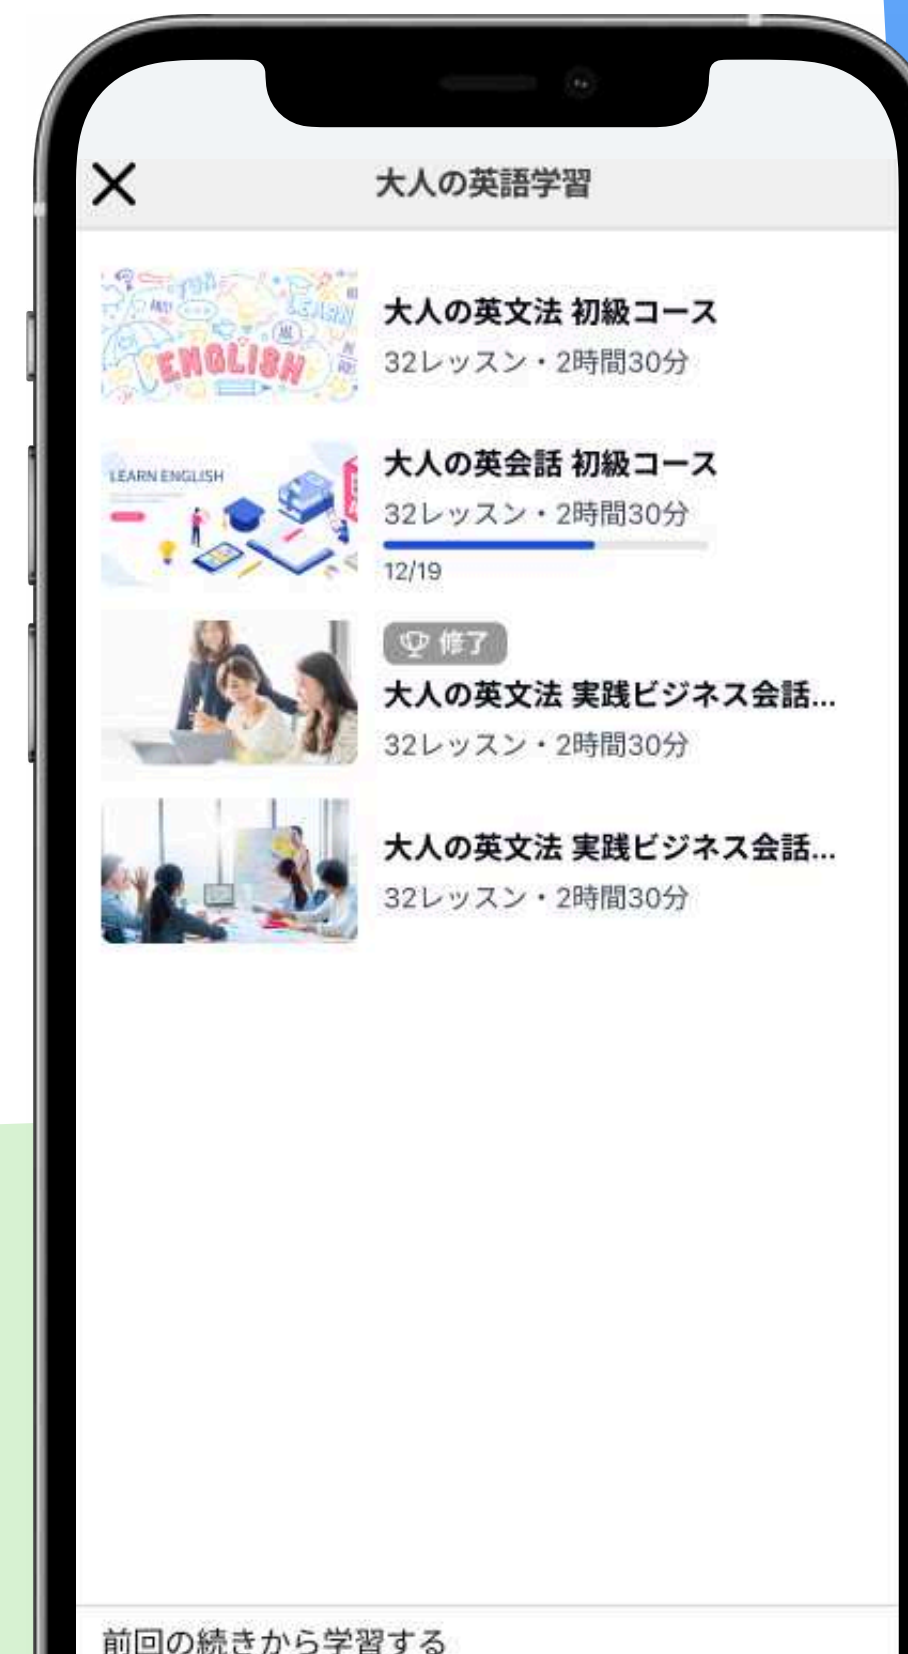 大人の英語学習
FUN
LEARN
ENGLISH
大人の英文法 初級コース
32レッスン・2時間30分
LEARN ENGLISH
大人の英会話 初級コース
32レッスン・2時間30分
12/19
修了
大人の英文法 実践ビジネス会話...
32レッスン・2時間30分
大人の英文法 実践ビジネス会話...
32レッスン・2時間30分
前回の続きから学習する